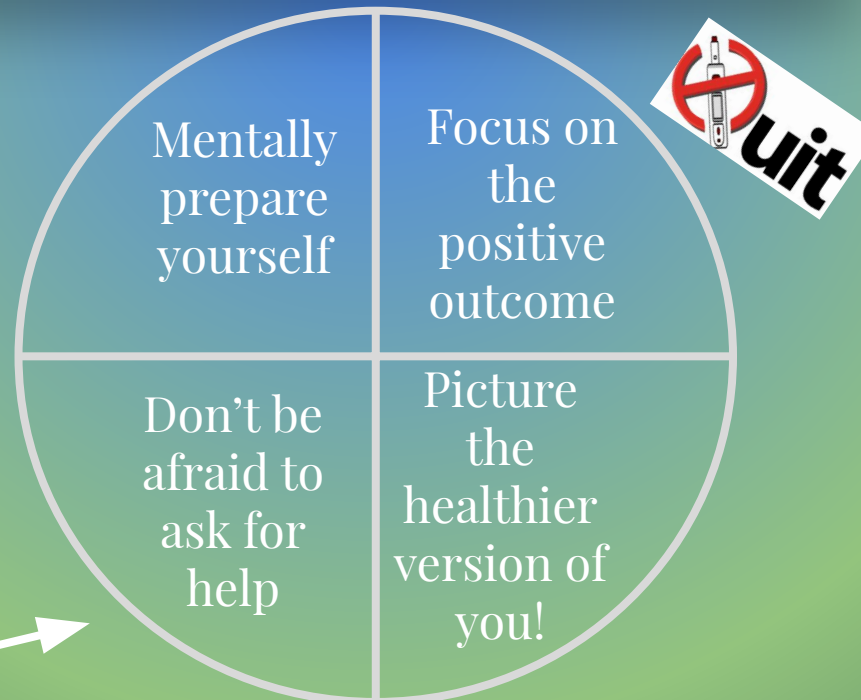 Mentally
prepare
yourself
Focus on
the
positive
outcome
uit
Don’t be
afraid to
ask for
help
Picture
the
healthier
version of
you!